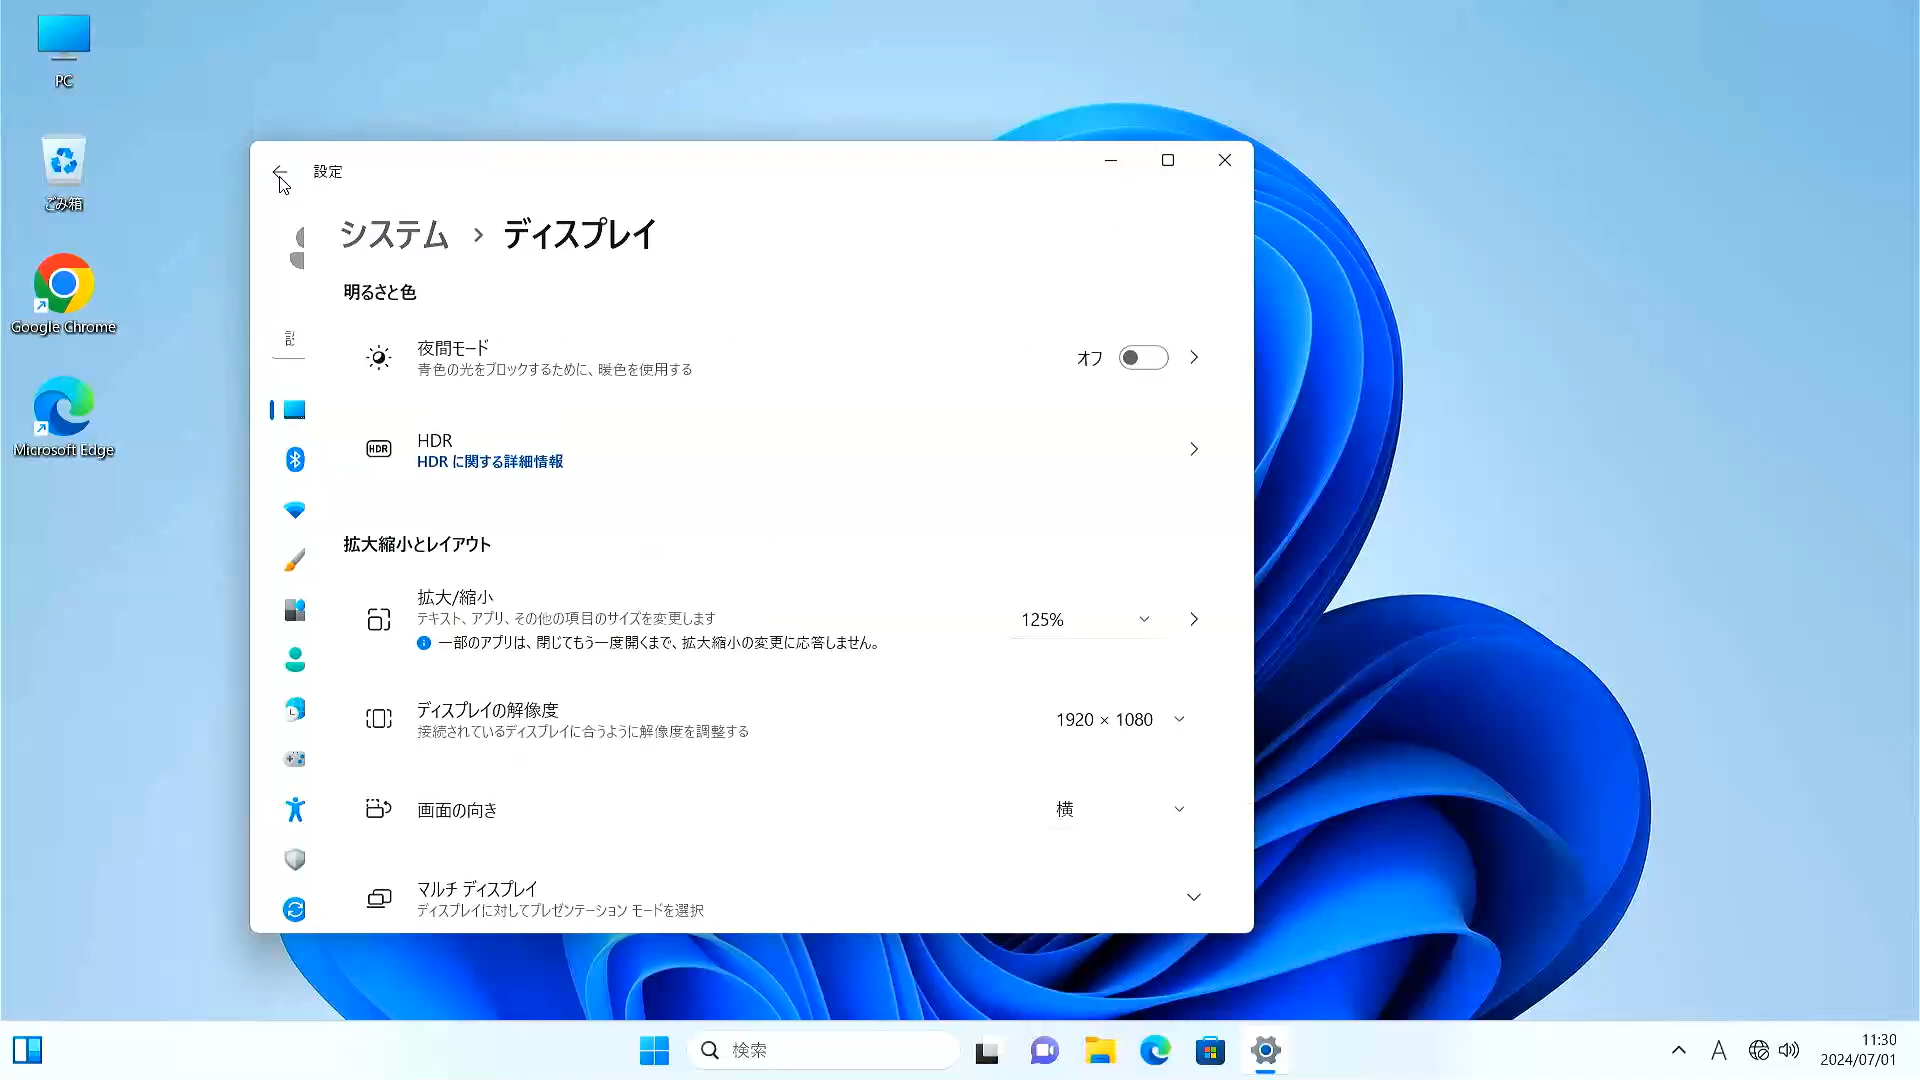 PC
ごみ箱
Google Chrome
Microsoft Edge
設定
システム › ディスプレイ
明るさと色
夜間モード
青色の光をブロックするために、暖色を使用する
オフ
HDR
HDR
HDR に関する詳細情報
拡大縮小とレイアウト
拡大/縮小
テキスト、アプリ、その他の項目のサイズを変更します
一部のアプリは、閉じてもう一度開くまで、拡大縮小の変更に応答しません。
125%
ディスプレイの解像度
接続されているディスプレイに合うように解像度を調整する
1920 × 1080
画面の向き
横
マルチ ディスプレイ
ディスプレイに対してプレゼンテーション モードを選択
検索
A
11:30
2024/07/01